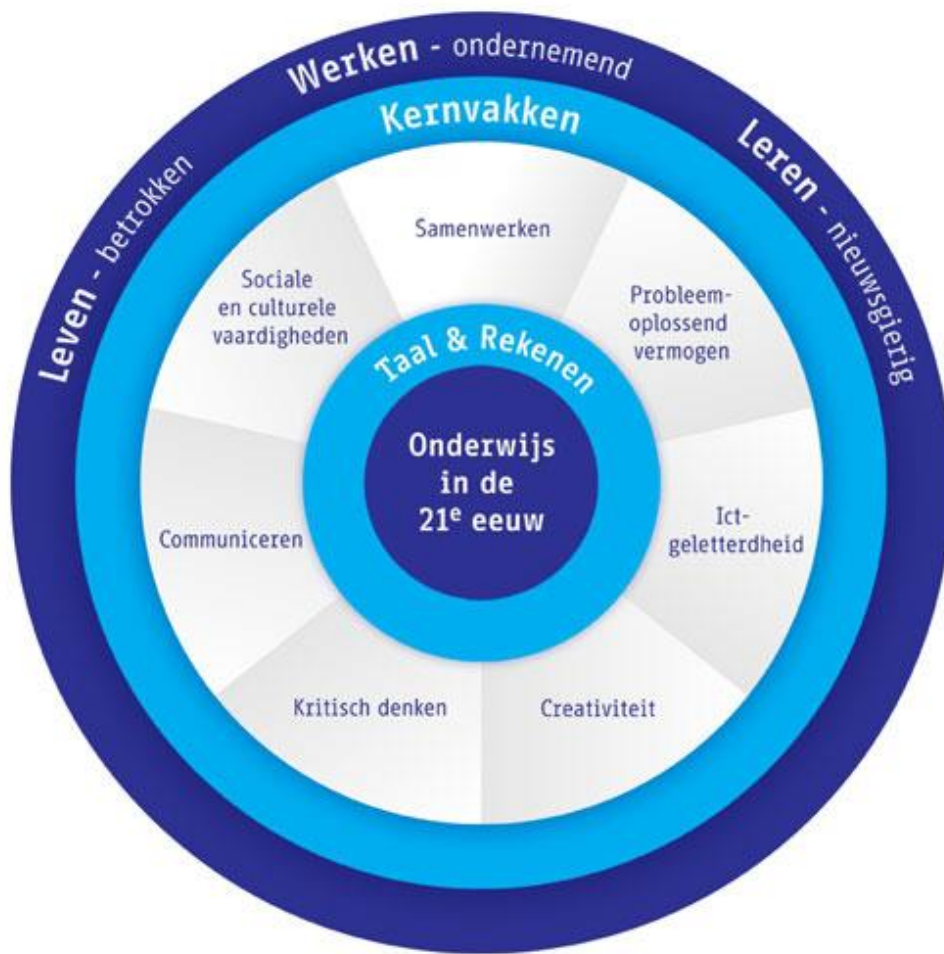 Werken - ondernemend
Leven - betrokken
Leren - nieuwsgierig
Kernvakken
Samenwerken
Sociale
en culturele
vaardigheden
Probleem-
oplossend
vermogen
Taal & Rekenen
Onderwijs
in de
21e eeuw
Communiceren
Ict-
geletterdheid
Kritisch denken
Creativiteit